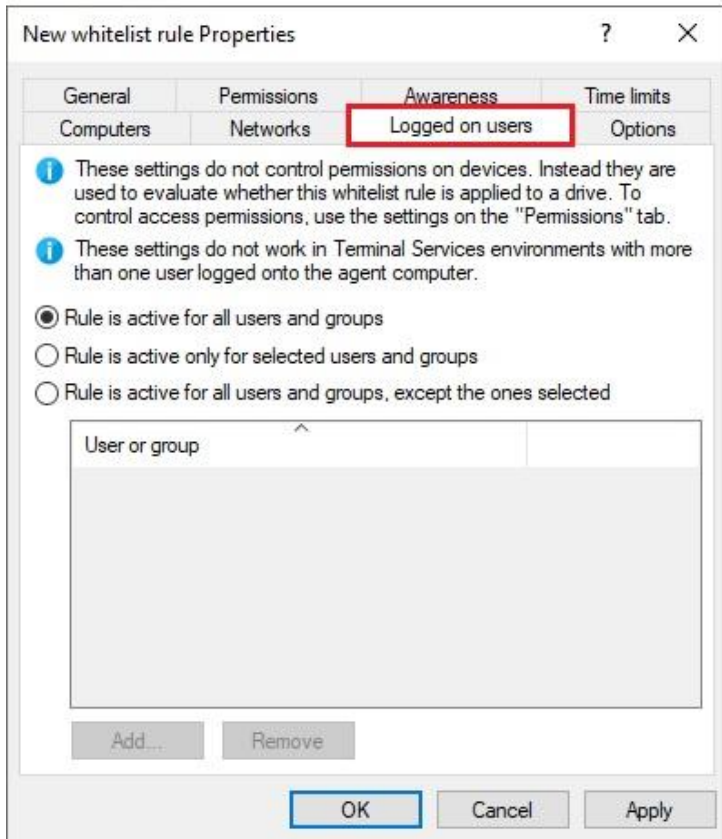 New whitelist rule Properties
?
General
Permissions
Awareness
Time limits
Computers
Networks
Logged on users
Options
These settings do not control permissions on devices. Instead they are
used to evaluate whether this whitelist rule is applied to a drive. To
control access permissions, use the settings on the "Permissions" tab.
These settings do not work in Terminal Services environments with more
than one user logged onto the agent computer.
Rule is active for all users and groups
Rule is active only for selected users and groups
Rule is active for all users and groups, except the ones selected
User or group
Add...
Remove
OK
Cancel
Apply